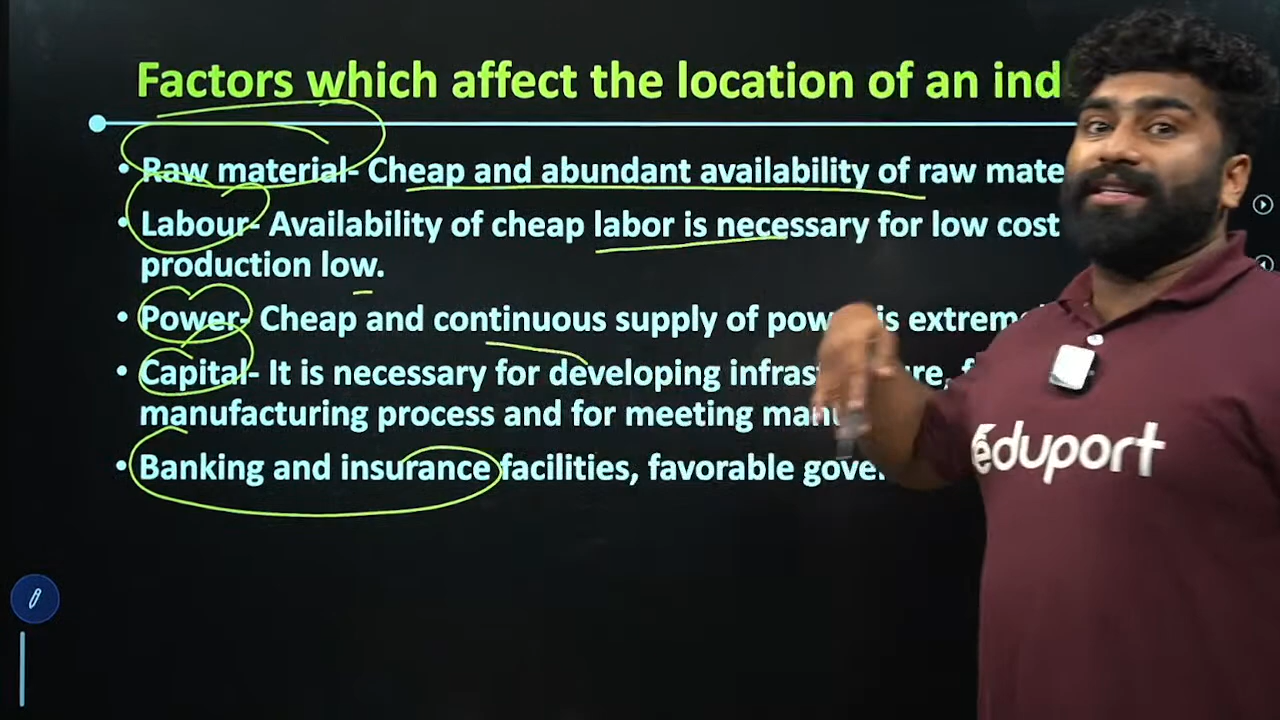 Factors which affect the location of an ind
• Raw material- Cheap and abundant availability of raw mate
• Labour- Availability of cheap labor is necessary for low cost
production low.
• Power- Cheap and continuous supply of pow is extrem
• Capital- It is necessary for developing infras ure, f
manufacturing process and for meeting man
• Banking and insurance facilities, favorable gove
eduport